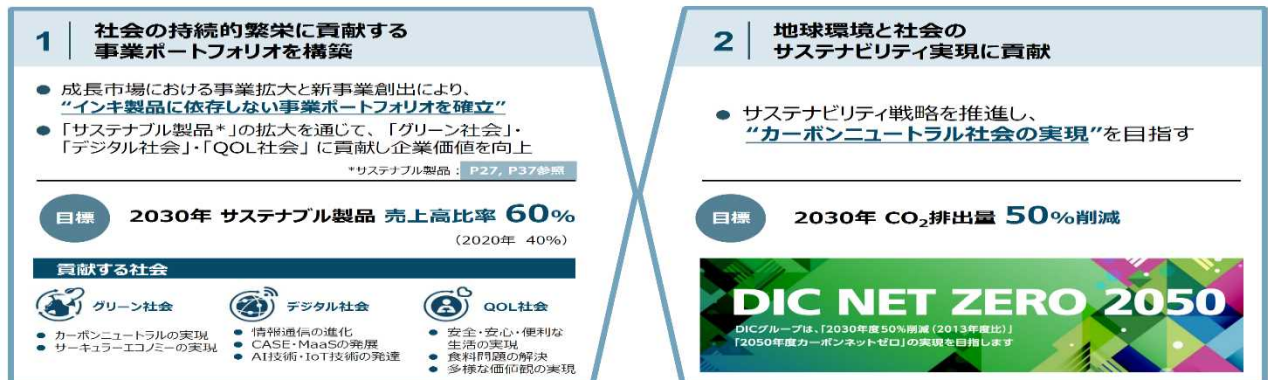 1 社会の持続的繁栄に貢献する
事業ポートフォリオを構築
● 成長市場における事業拡大と新事業創出により、
“インキ製品に依存しない事業ポートフォリオを確立”
● 「サステナブル製品*」の拡大を通じて、「グリーン社会」・
「デジタル社会」・「QOL社会」に貢献し企業価値を向上
*サステナブル製品： P27, P37参照
目標 2030年 サステナブル製品 売上高比率 60%
(2020年 40%)
貢献する社会
グリーン社会
● カーボンニュートラルの実現
● サーキュラーエコノミーの実現
デジタル社会
● 情報通信の進化
● CASE・MaaSの発展
● AI技術・IoT技術の発達
QOL社会
● 安全・安心・便利な
生活の実現
● 食料問題の解決
● 多様な価値観の実現
2 地球環境と社会の
サステナビリティ実現に貢献
● サステナビリティ戦略を推進し、
“カーボンニュートラル社会の実現”を目指す
目標 2030年 CO₂排出量 50%削減
DIC NET ZERO 2050
DICグループは、「2030年度50%削減（2013年度比）」
「2050年度カーボンネットゼロ」の実現を目指します